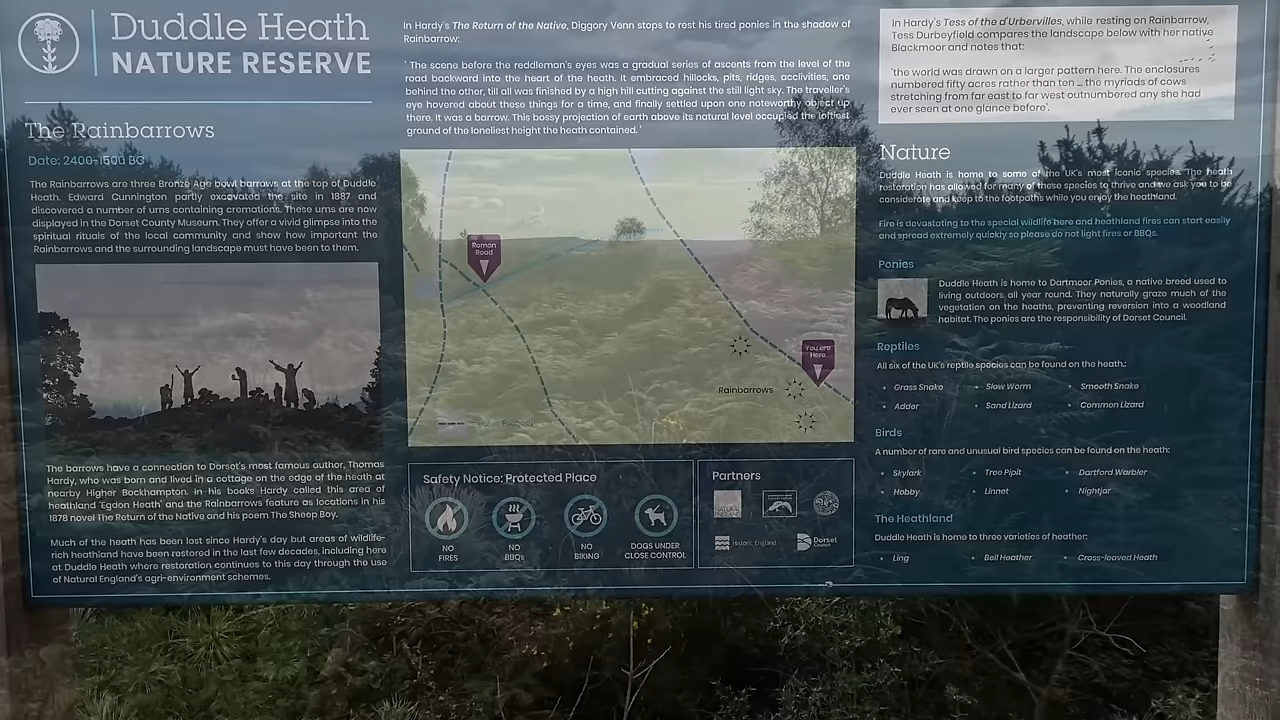 Duddle Heath
NATURE RESERVE
The Rainbarrows
Date: 2400-1500 BC
The Rainbarrows are three Bronze Age bowl barrows at the top of Duddle
Heath. Edward Cunnington partly excavated the site in 1887 and
discovered a number of urns containing cremations. These urns are now
displayed in the Dorset County Museum. They offer a vivid glimpse into the
spiritual rituals of the local community and show how important the
Rainbarrows and the surrounding landscape must have been to them.
The barrows have a connection to Dorset's most famous author, Thomas
Hardy, who was born and lived in a cottage on the edge of the heath at
nearby Higher Bockhampton. In his books Hardy called this area of
heathland 'Egdon Heath' and the Rainbarrows feature as locations in his
1878 novel The Return of the Native and his poem The Sheep Boy.
Much of the heath has been lost since Hardy's day but areas of wildlife-
rich heathland have been restored in the last few decades, including here
at Duddle Heath where restoration continues to this day through the use
of Natural England's agri-environment schemes.
In Hardy's The Return of the Native, Diggory Venn stops to rest his tired ponies in the shadow of
Rainbarrow:
' The scene before the reddleman's eyes was a gradual series of ascents from the level of the
road backward into the heart of the heath. It embraced hillocks, pits, ridges, acclivities, one
behind the other, till all was finished by a high hill cutting against the still light sky. The traveller's
eye hovered about these things for a time, and finally settled upon one noteworthy object up
there. It was a barrow. This bossy projection of earth above its natural level occupied the loftiest
ground of the loneliest height the heath contained. '
Roman
Road
You are
Here
Rainbarrows
Public Footpath
Safety Notice: Protected Place
NO
FIRES
NO
BBQs
NO
BIKING
DOGS UNDER
CLOSE CONTROL
Partners
NATURAL
ENGLAND
Historic England
Dorset
Council
In Hardy's Tess of the d'Urbervilles, while resting on Rainbarrow,
Tess Durbeyfield compares the landscape below with her native
Blackmoor and notes that:
'the world was drawn on a larger pattern here. The enclosures
numbered fifty acres rather than ten ... the myriads of cows
stretching from far east to far west outnumbered any she had
ever seen at one glance before'.
Nature
Duddle Heath is home to some of the UK's most iconic species. The heath
restoration has allowed for many of these species to thrive and we ask you to be
considerate and keep to the footpaths while you enjoy the heathland.
Fire is devastating to the special wildlife here and heathland fires can start easily
and spread extremely quickly so please do not light fires or BBQs.
Ponies
Duddle Heath is home to Dartmoor Ponies, a native breed used to
living outdoors all year round. They naturally graze much of the
vegetation on the heaths, preventing reversion into a woodland
habitat. The ponies are the responsibility of Dorset Council.
Reptiles
All six of the UK's reptile species can be found on the heath.:
• Grass Snake • Slow Worm • Smooth Snake
• Adder • Sand Lizard • Common Lizard
Birds
A number of rare and unusual bird species can be found on the heath:
• Skylark • Tree Pipit • Dartford Warbler
• Hobby • Linnet • Nightjar
The Heathland
Duddle Heath is home to three varieties of heather:
• Ling • Bell Heather • Cross-leaved Heath